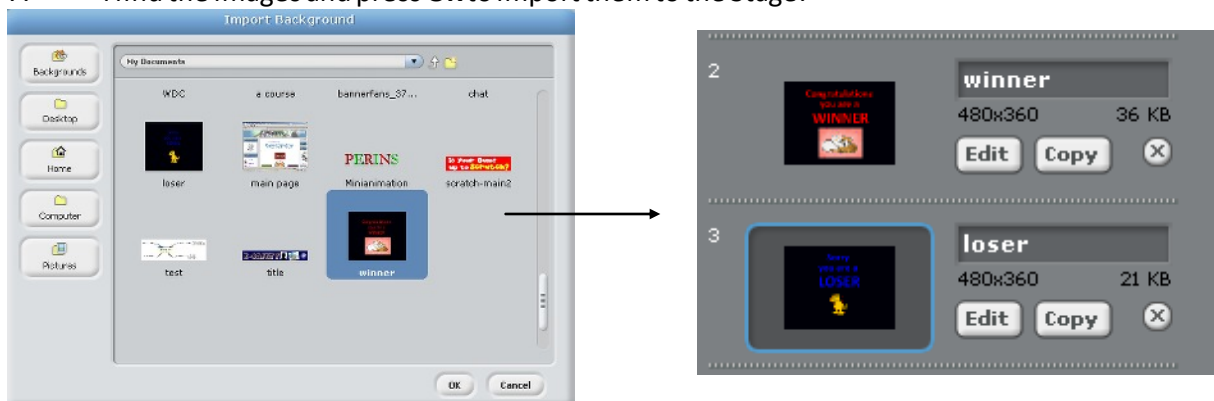 Import Background
Backgrounds
Desktop
Home
Computer
Pictures
My Documents
WDC
a course
bannerfans_37...
chat
loser
main page
PERINS
Minianimation
scratch-main2
test
title
winner
OK
Cancel
2
Congratulations
you are a
WINNER
winner
480x360
36 KB
Edit
Copy
3
Sorry
you are a
LOSER
loser
480x360
21 KB
Edit
Copy